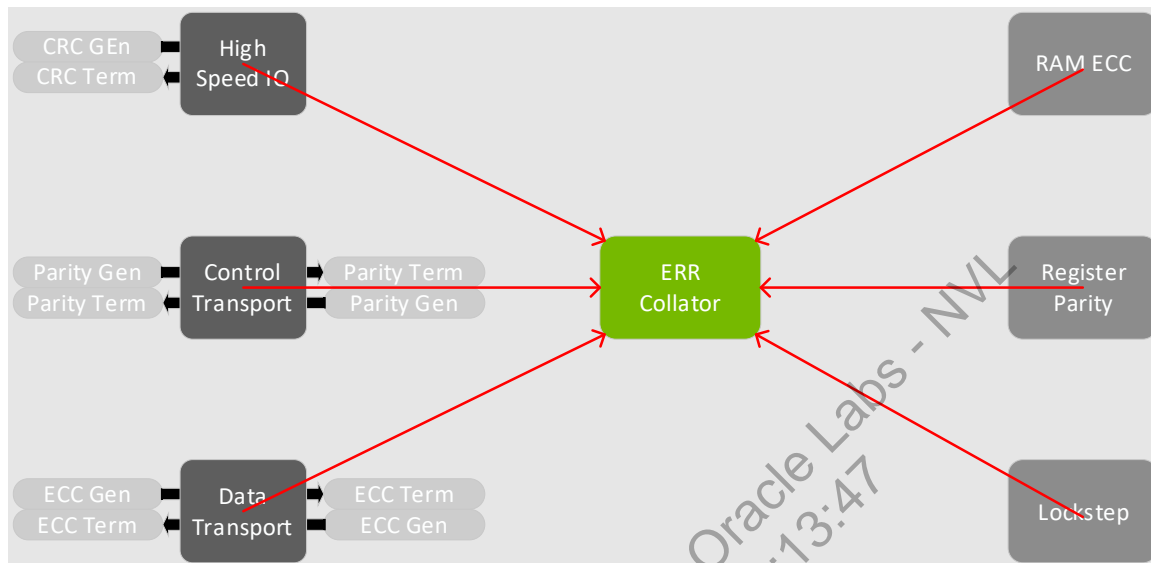 CRC GEn
CRC Term
High
Speed IO
RAM ECC
Parity Gen
Parity Term
Control
Transport
Parity Term
Parity Gen
ERR
Collator
Register
Parity
ECC Gen
ECC Term
Data
Transport
ECC Term
ECC Gen
Lockstep
Oracle Labs - NVL
:13:47